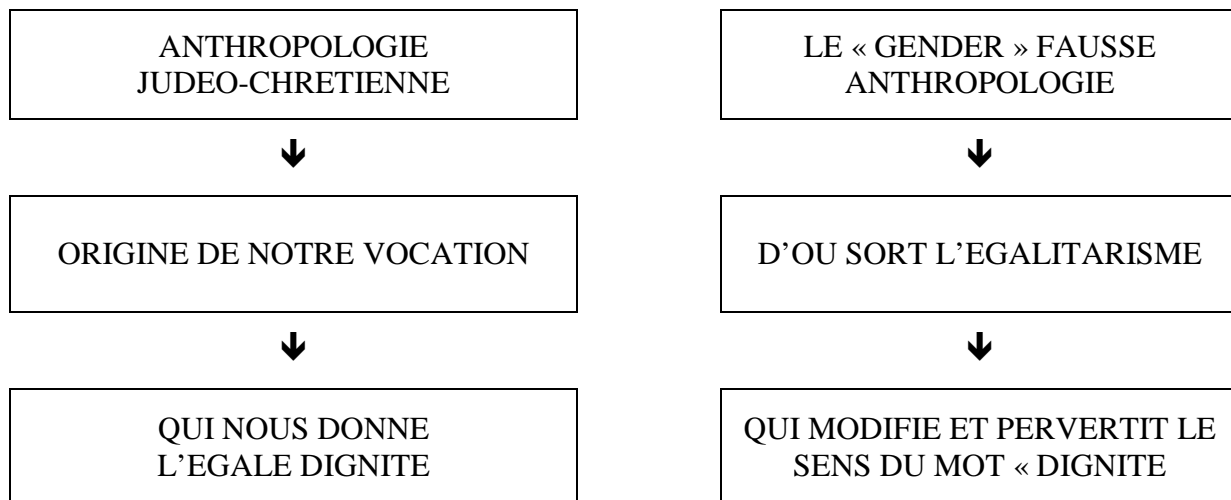 ANTHROPOLOGIE
JUDEO-CHRETIENNE
ORIGINE DE NOTRE VOCATION
QUI NOUS DONNE
L’EGALE DIGNITE
LE « GENDER » FAUSSE
ANTHROPOLOGIE
D’OU SORT L’EGALITARISME
QUI MODIFIE ET PERVERTIT LE
SENS DU MOT « DIGNITE